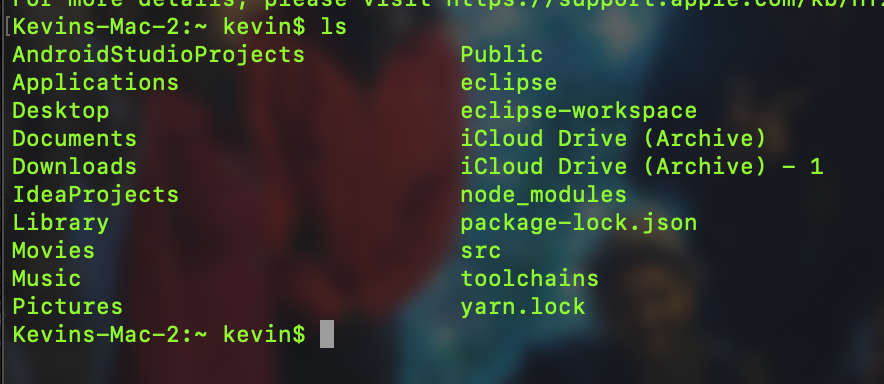 For more details, please visit https://support.apple.com/kb/
Kevins-Mac-2:~ kevin$ ls
AndroidStudioProjects Public
Applications eclipse
Desktop eclipse-workspace
Documents iCloud Drive (Archive)
Downloads iCloud Drive (Archive) - 1
IdeaProjects node_modules
Library package-lock.json
Movies src
Music toolchains
Pictures yarn.lock
Kevins-Mac-2:~ kevin$